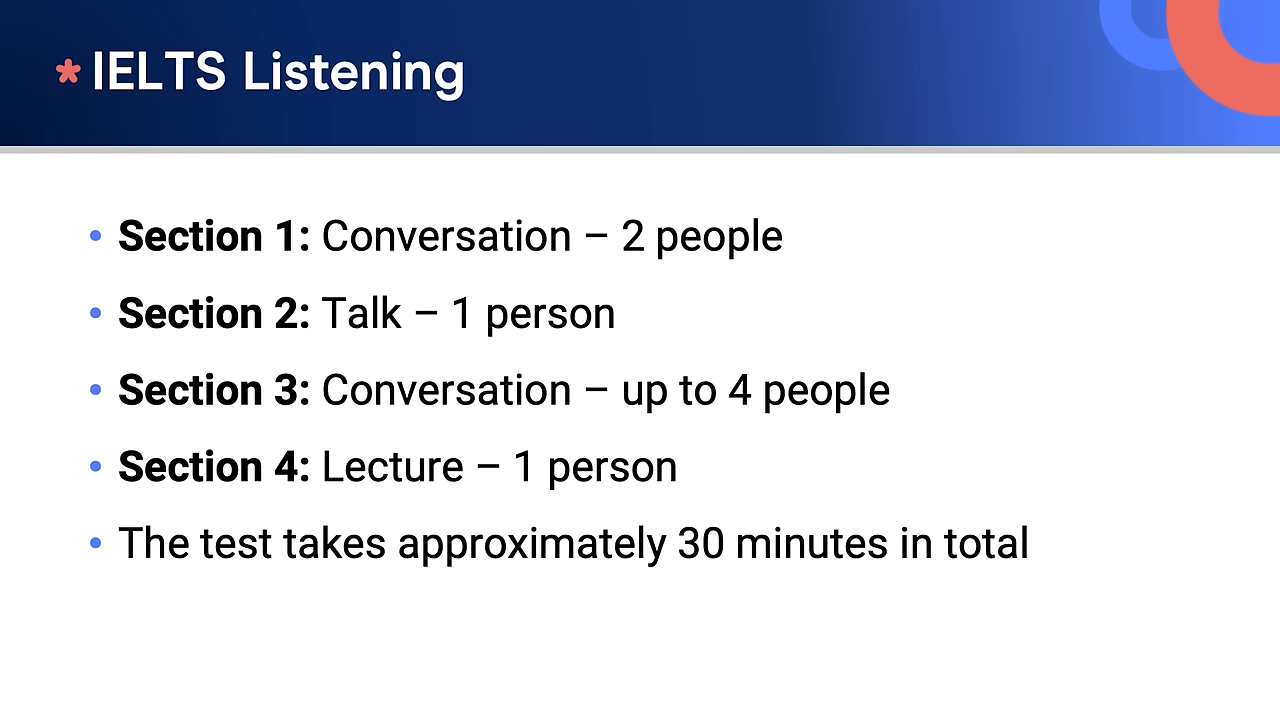 * IELTS Listening
• Section 1: Conversation – 2 people
• Section 2: Talk – 1 person
• Section 3: Conversation – up to 4 people
• Section 4: Lecture – 1 person
• The test takes approximately 30 minutes in total